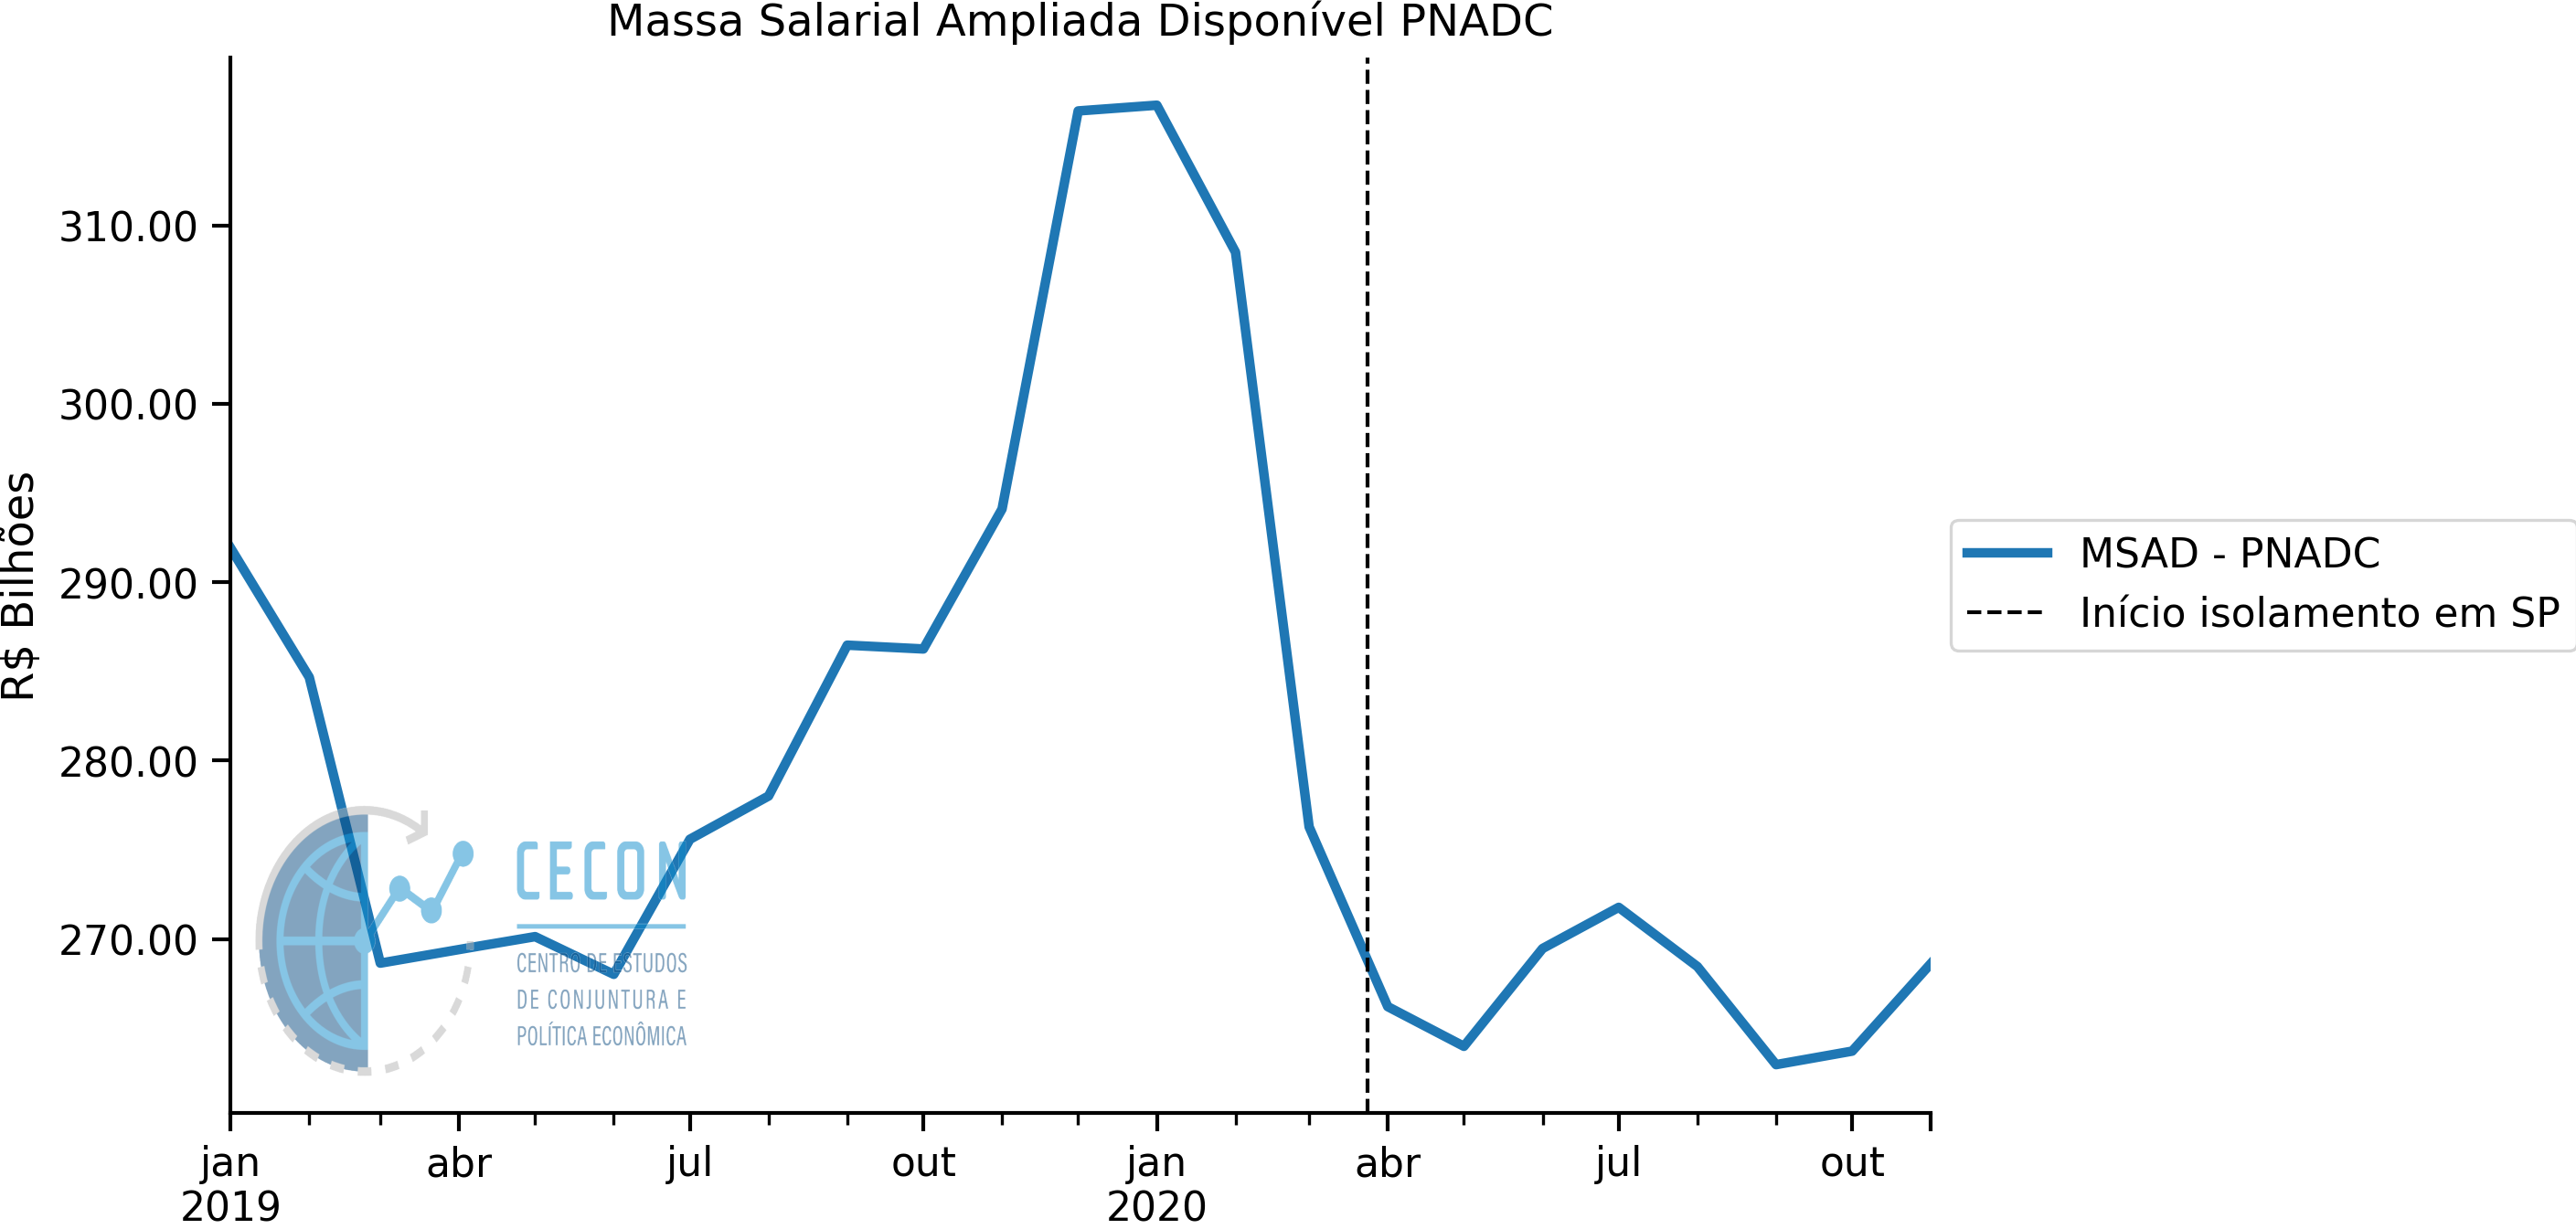 Massa Salarial Ampliada Disponível PNADC
R$ Bilhões
310.00
300.00
290.00
280.00
270.00
CECON
CENTRO DE ESTUDOS
DE CONJUNTURA E
POLÍTICA ECONÔMICA
jan abr jul out jan abr jul out
2019 2020
MSAD - PNADC
Início isolamento em SP